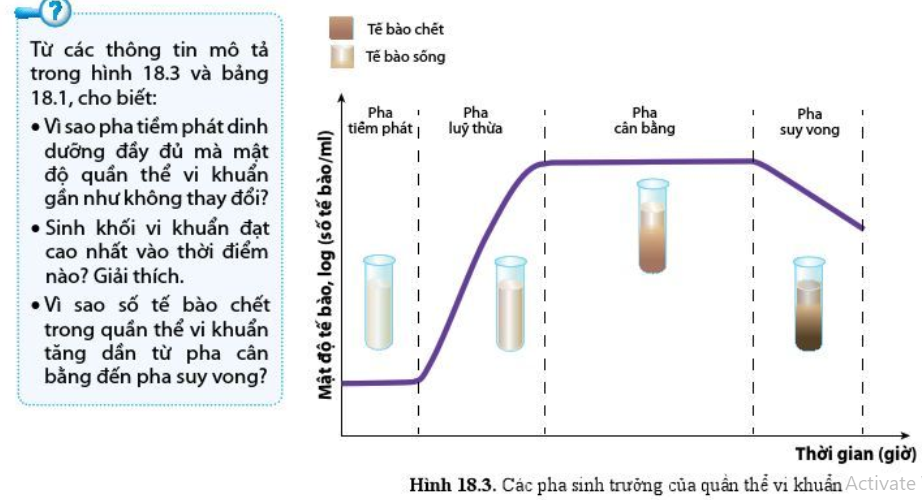 ?
Từ các thông tin mô tả
trong hình 18.3 và bảng
18.1, cho biết:
• Vì sao pha tiềm phát dinh
dưỡng đầy đủ mà mật
độ quần thể vi khuẩn
gần như không thay đổi?
• Sinh khối vi khuẩn đạt
cao nhất vào thời điểm
nào? Giải thích.
• Vì sao số tế bào chết
trong quần thể vi khuẩn
tăng dần từ pha cân
bằng đến pha suy vong?
Tế bào chết
Tế bào sống
Pha
tiềm phát
Pha
luỹ thừa
Pha
cân bằng
Pha
suy vong
Mật độ tế bào, log (số tế bào/ml)
Thời gian (giờ)
Hình 18.3. Các pha sinh trưởng của quần thể vi khuẩn
Activate